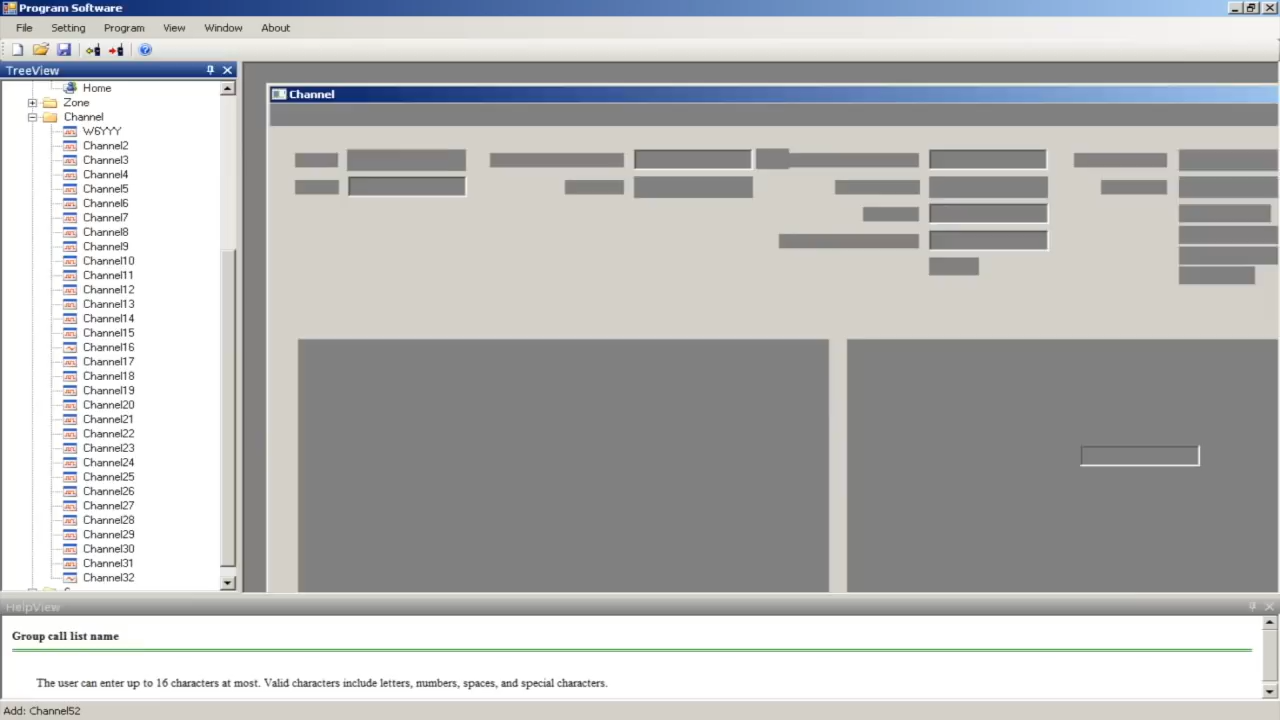 Program Software
File Setting Program View Window About
TreeView
Home
Zone
Channel
W6YYY
Channel2
Channel3
Channel4
Channel5
Channel6
Channel7
Channel8
Channel9
Channel10
Channel11
Channel12
Channel13
Channel14
Channel15
Channel16
Channel17
Channel18
Channel19
Channel20
Channel21
Channel22
Channel23
Channel24
Channel25
Channel26
Channel27
Channel28
Channel29
Channel30
Channel31
Channel32
Channel
HelpView
Group call list name
The user can enter up to 16 characters at most. Valid characters include letters, numbers, spaces, and special characters.
Add: Channel52